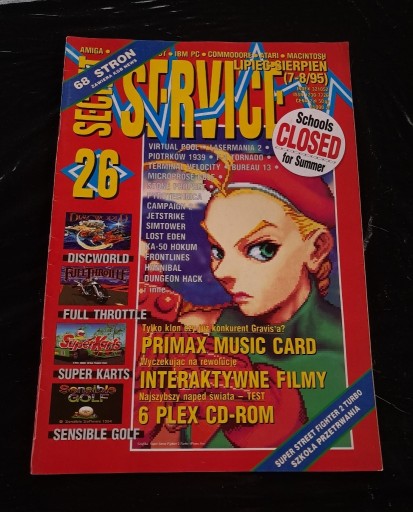 68 STRON
ZAWIERA KGB NEWS
AMIGA •
IBM PC • COMMODORE • ATARI • MACINTOSH
SECRET
SERVICE
LIPIEC-SIERPIEŃ
(7-8/95)
26
Schools
CLOSED
for Summer
VIRTUAL POOL • LASERMANIA 2 •
PIOTRKÓW 1939 •
TORNADO •
TERMINAL VELOCITY • BUREAU 13 •
CAMPAIGN
JETSTRIKE
SIMTOWER
LOST EDEN
KA-50 HOKUM
FRONTLINES
HANNIBAL
DUNGEON HACK
i inne
DISCWORLD
FULL THROTTLE
SUPER KARTS
Sensible
GOLF
SENSIBLE GOLF
Tylko klon czy już konkurent Gravis'a?
PRIMAX MUSIC CARD
Wyczekując na rewolucję
INTERAKTYWNE FILMY
Najszybszy napęd świata – TEST
6 PLEX CD-ROM
SUPER STREET FIGHTER 2 TURBO
SZKOŁA PRZETRWANIA